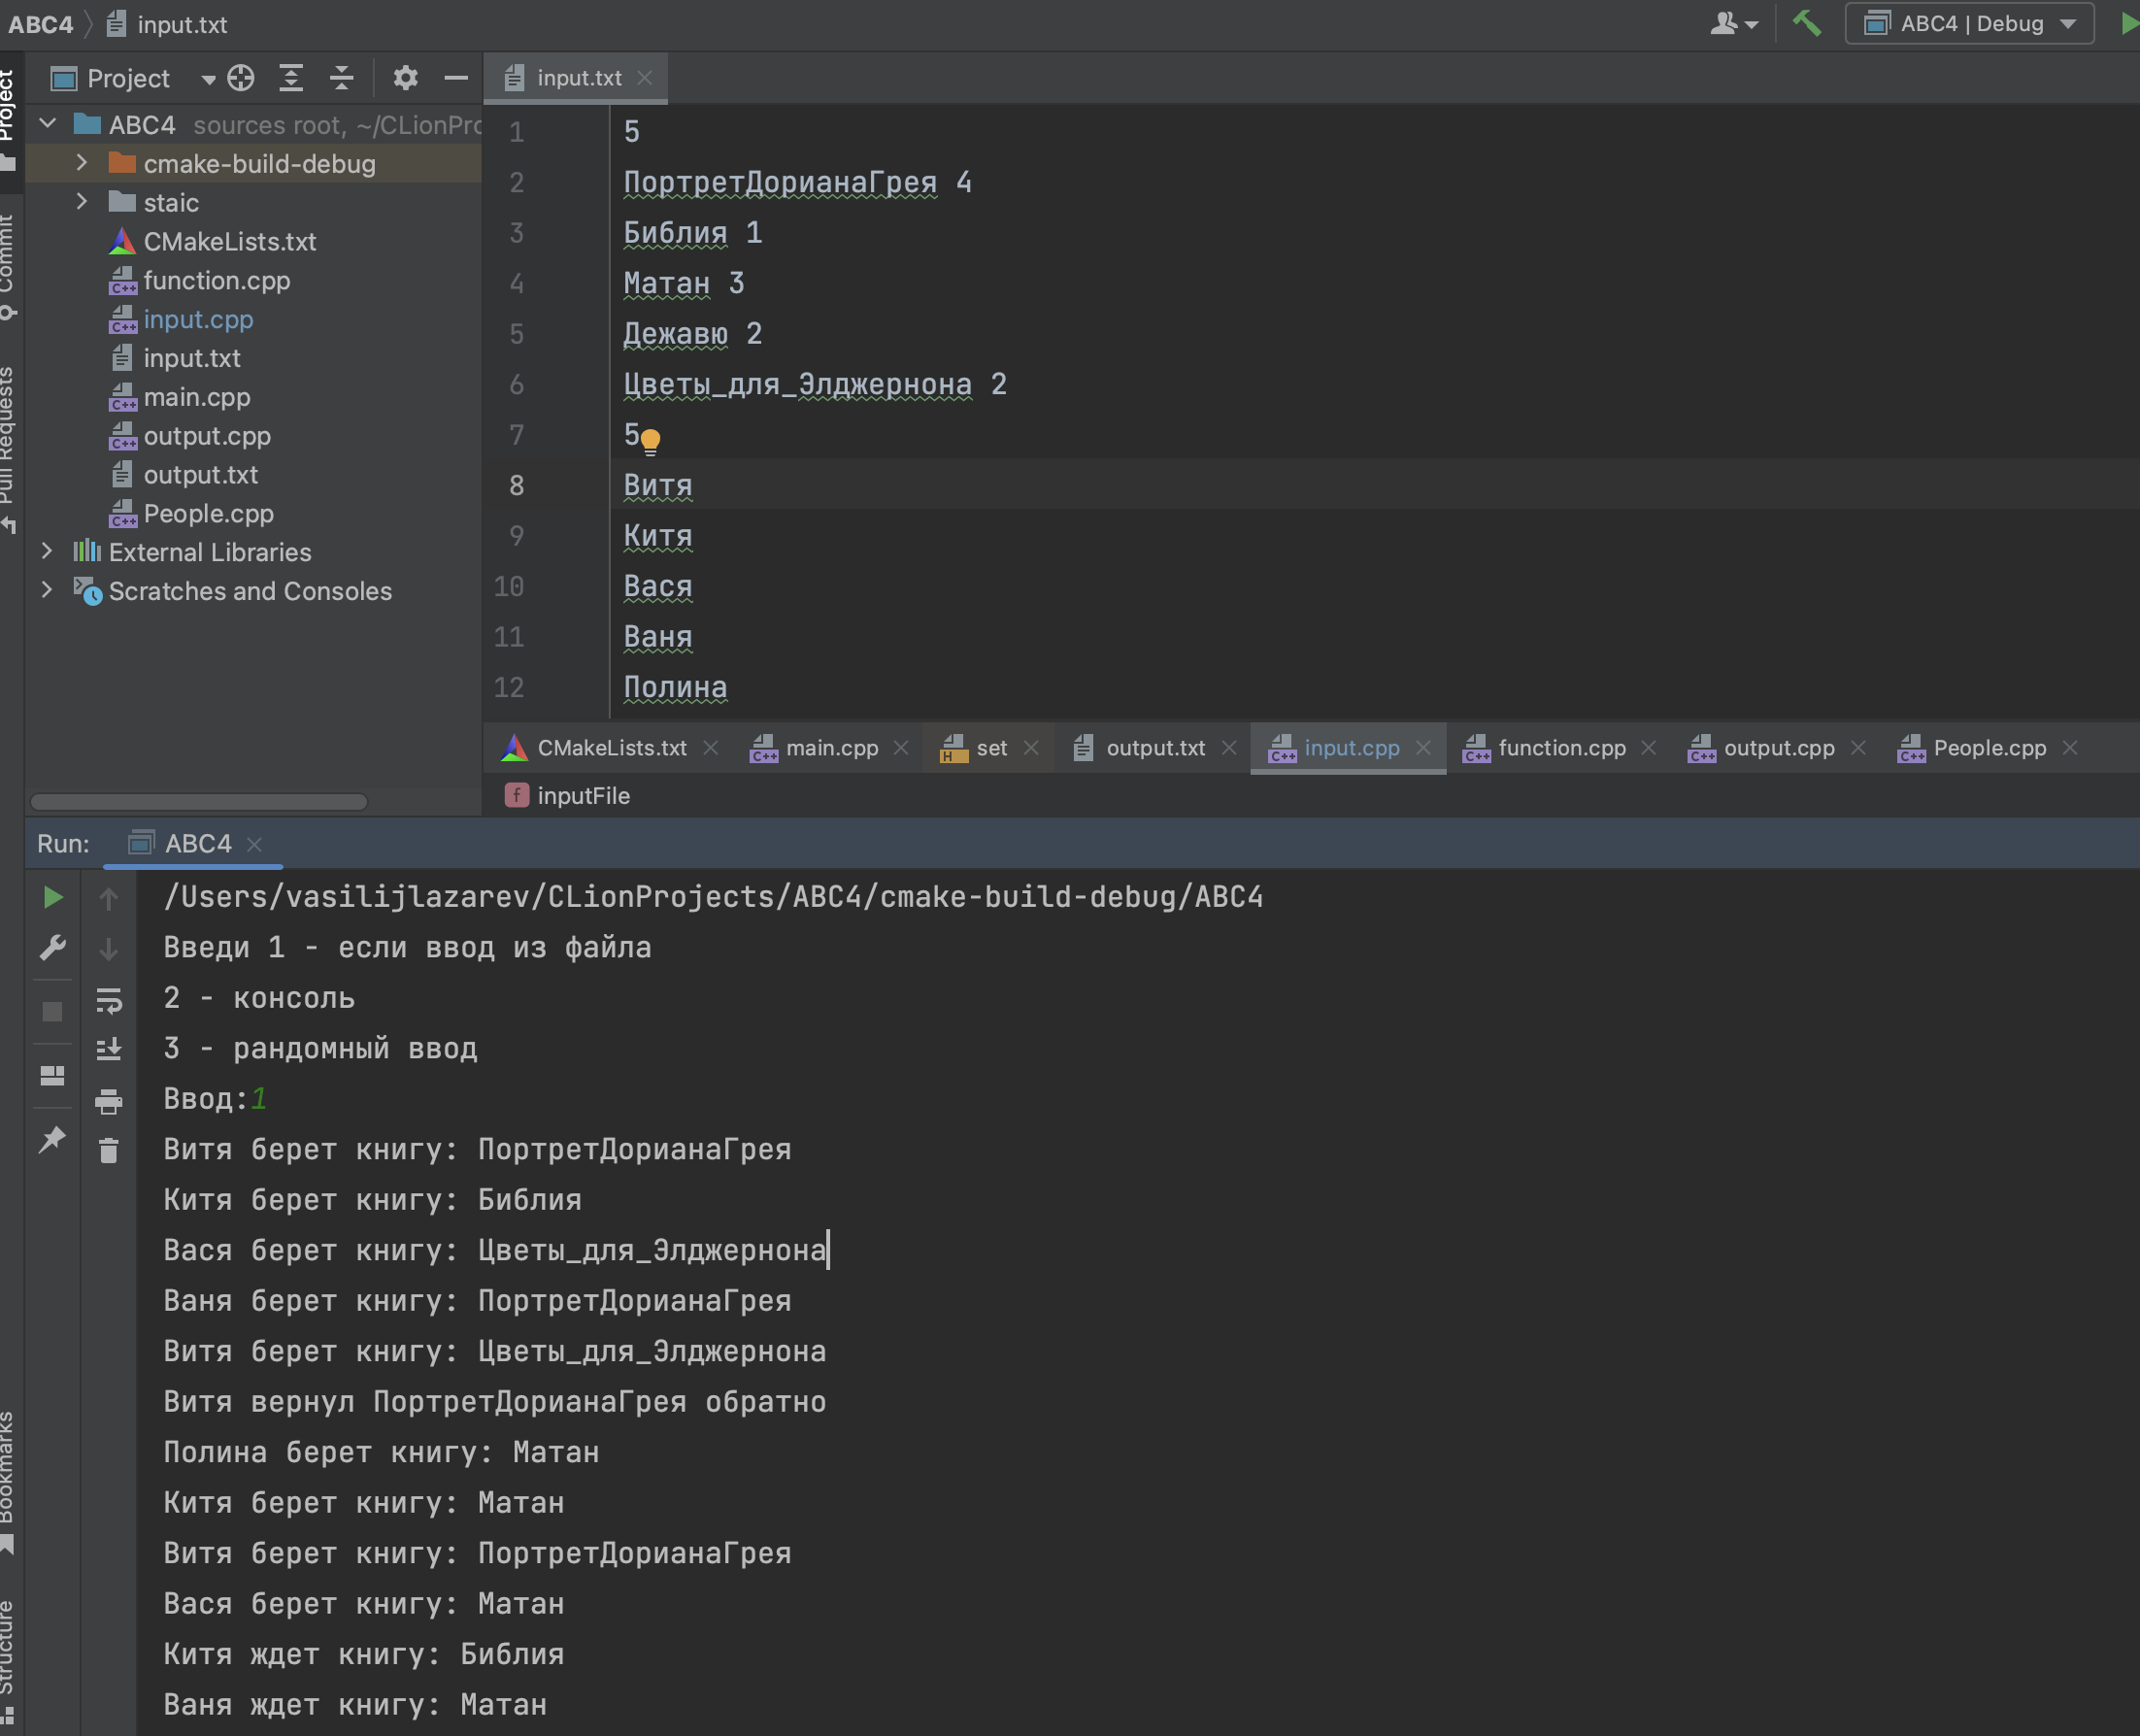 ABC4 input.txt ABC4 | Debug
Project input.txt
Project
Commit
Pull Requests
Bookmarks
Structure
ABC4 sources root, ~/CLionPro
cmake-build-debug
staic
CMakeLists.txt
function.cpp
input.cpp
input.txt
main.cpp
output.cpp
output.txt
People.cpp
External Libraries
Scratches and Consoles
1 5
2 ПортретДорианаГрея 4
3 Библия 1
4 Матан 3
5 Дежавю 2
6 Цветы_для_Элджернона 2
7 5
8 Витя
9 Китя
10 Вася
11 Ваня
12 Полина
CMakeLists.txt main.cpp set output.txt input.cpp function.cpp output.cpp People.cpp
f inputFile
Run: ABC4
/Users/vasilijlazarev/CLionProjects/ABC4/cmake-build-debug/ABC4
Введи 1 - если ввод из файла
2 - консоль
3 - рандомный ввод
Ввод:1
Витя берет книгу: ПортретДорианаГрея
Китя берет книгу: Библия
Вася берет книгу: Цветы_для_Элджернона
Ваня берет книгу: ПортретДорианаГрея
Витя берет книгу: Цветы_для_Элджернона
Витя вернул ПортретДорианаГрея обратно
Полина берет книгу: Матан
Китя берет книгу: Матан
Витя берет книгу: ПортретДорианаГрея
Вася берет книгу: Матан
Китя ждет книгу: Библия
Ваня ждет книгу: Матан